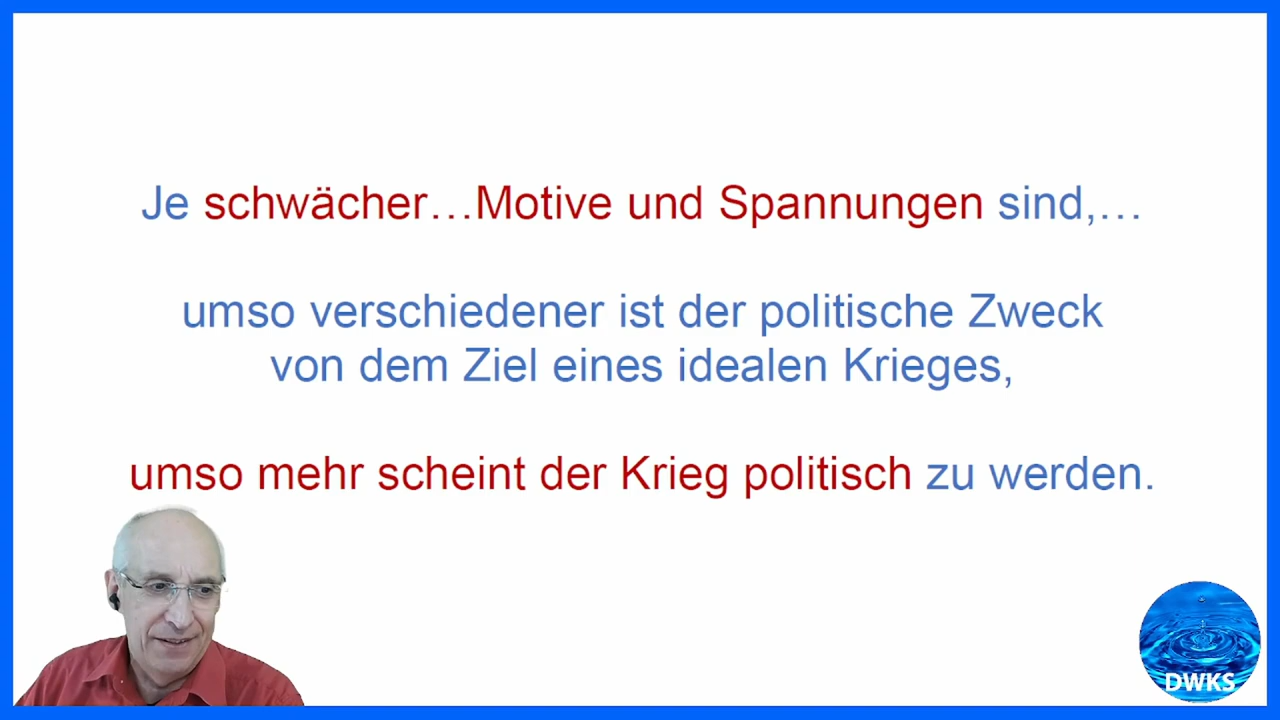 Je schwächer…Motive und Spannungen sind,…
umso verschiedener ist der politische Zweck
von dem Ziel eines idealen Krieges,
umso mehr scheint der Krieg politisch zu werden.
DWKS